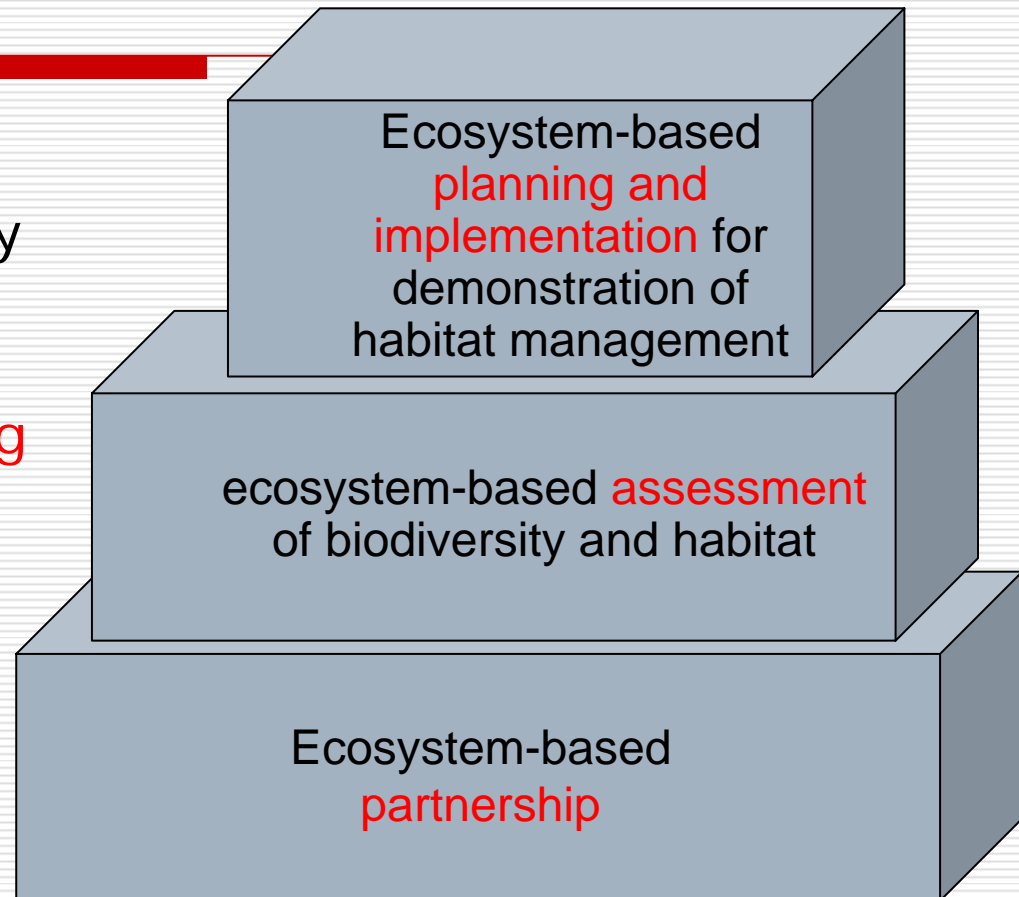 Ecosystem-based
planning and
implementation for
demonstration of
habitat management
ecosystem-based assessment
of biodiversity and habitat
Ecosystem-based
partnership